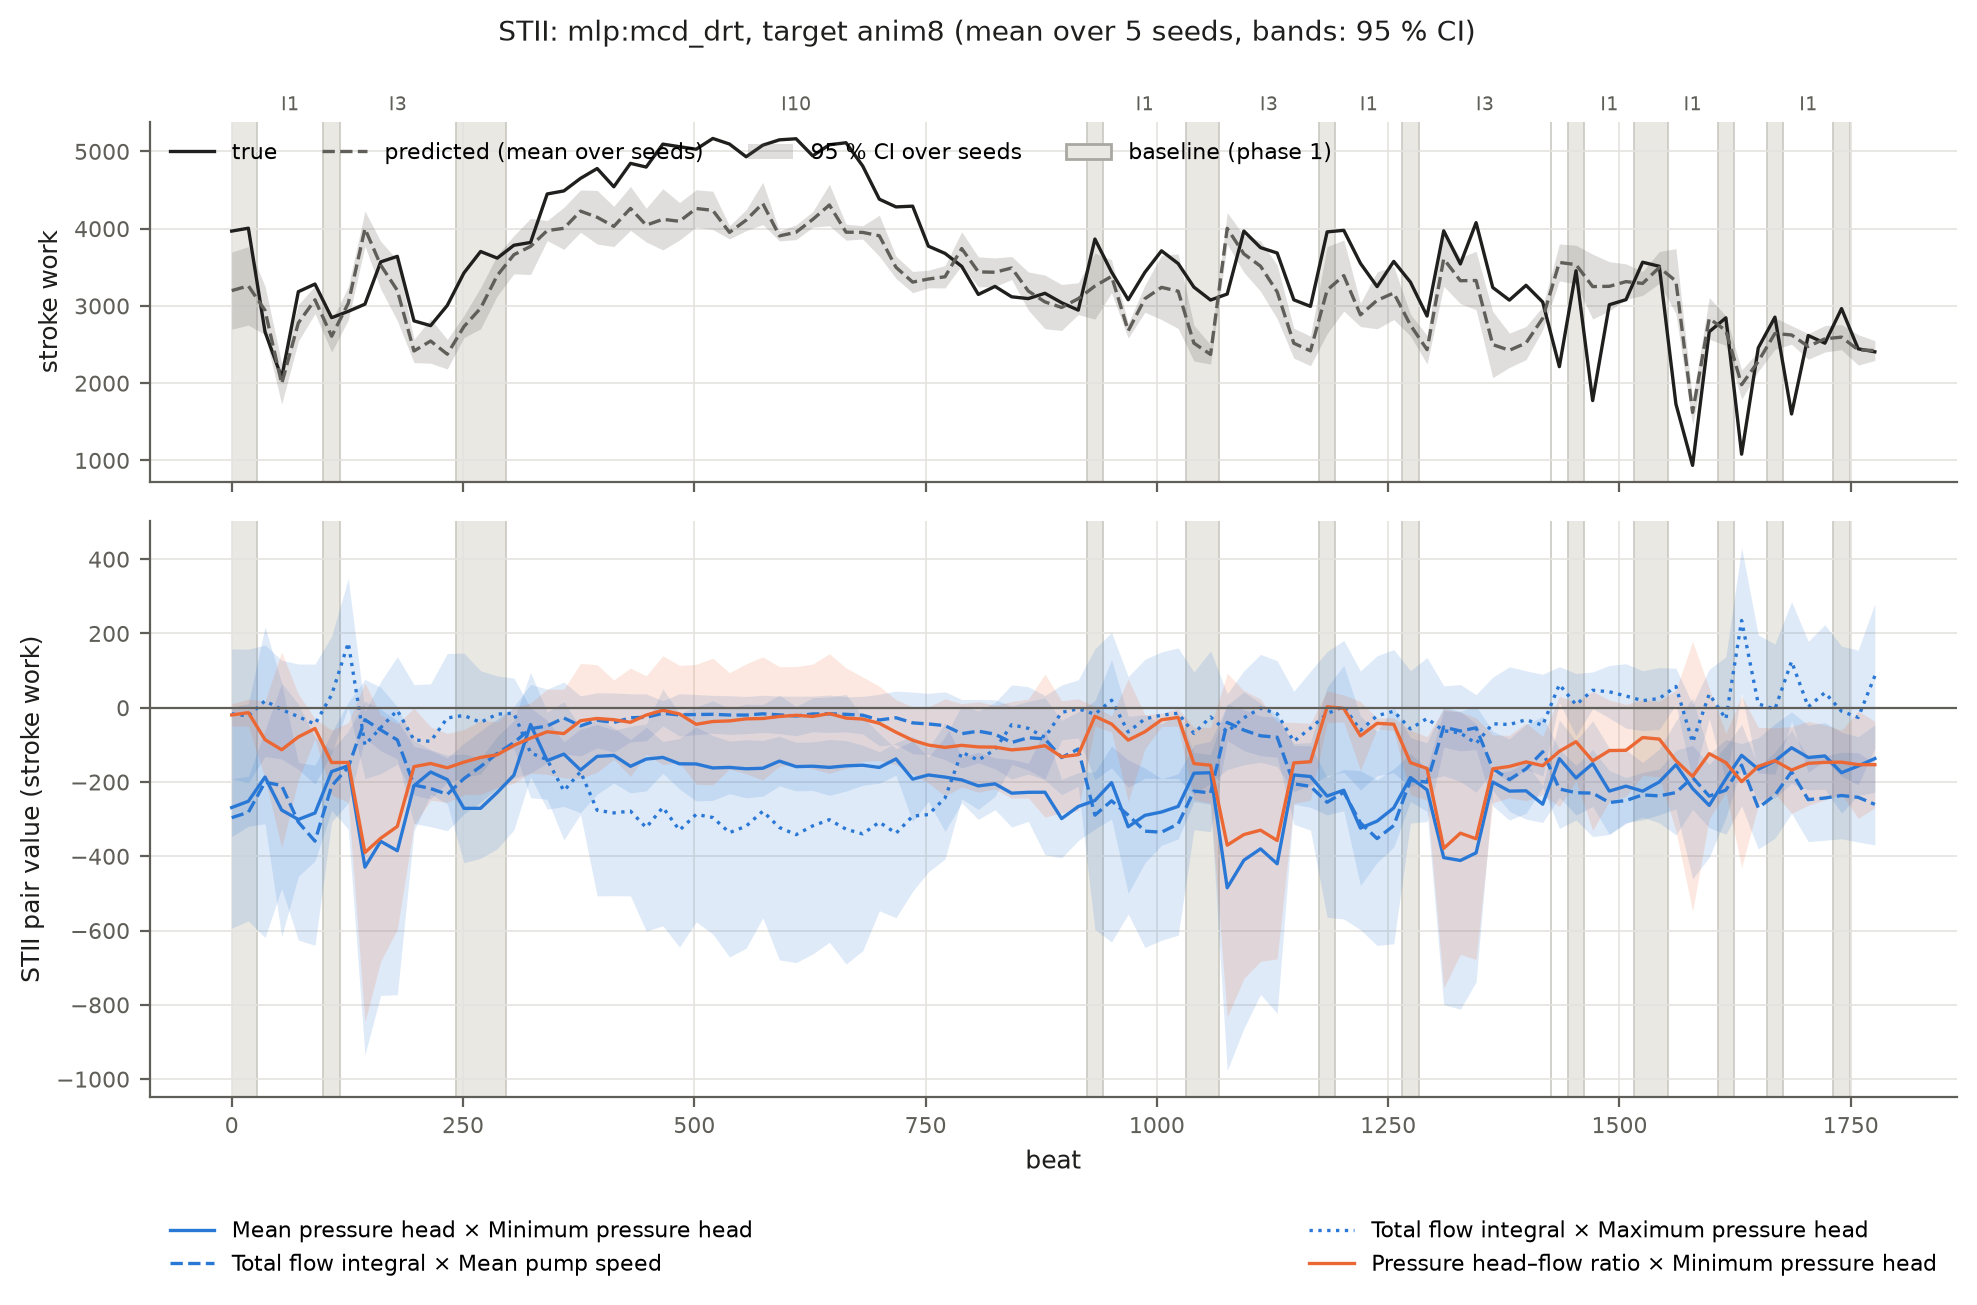 STII: mlp:mcd_drt, target anim8 (mean over 5 seeds, bands: 95 % CI)
I1 I3 I10 I1 I3 I1 I3 I1 I1 I1
true predicted (mean over seeds) 95 % CI over seeds baseline (phase 1)
stroke work
5000
4000
3000
2000
1000
STII pair value (stroke work)
400
200
0
−200
−400
−600
−800
−1000
0 250 500 750 1000 1250 1500 1750
beat
Mean pressure head × Minimum pressure head
Total flow integral × Mean pump speed
Total flow integral × Maximum pressure head
Pressure head–flow ratio × Minimum pressure head